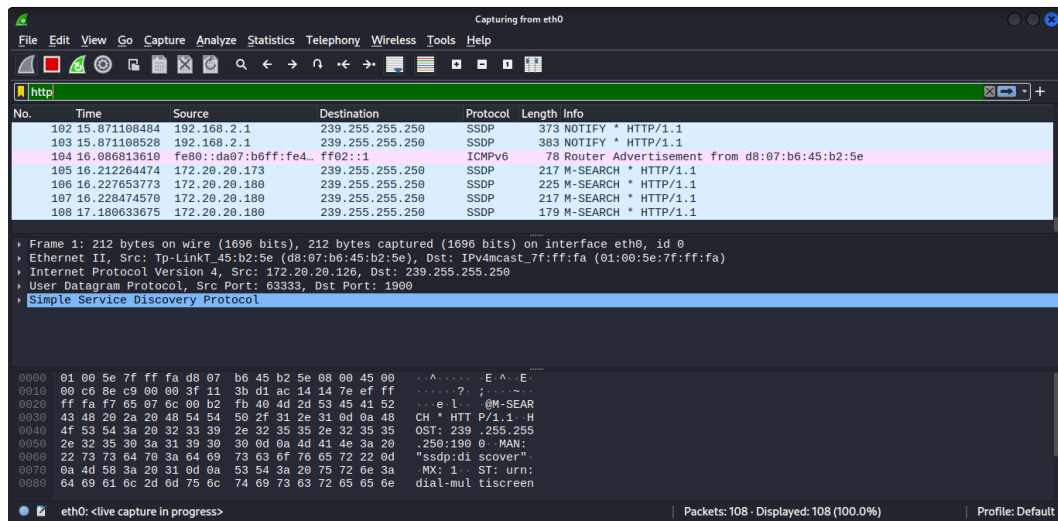 Capturing from eth0
File Edit View Go Capture Analyze Statistics Telephony Wireless Tools Help
http
No. Time Source Destination Protocol Length Info
102 15.871108484 192.168.2.1 239.255.255.250 SSDP 373 NOTIFY * HTTP/1.1
103 15.871108528 192.168.2.1 239.255.255.250 SSDP 383 NOTIFY * HTTP/1.1
104 16.086813610 fe80::da07:b6ff:fe4… ff02::1 ICMPv6 78 Router Advertisement from d8:07:b6:45:b2:5e
105 16.212264474 172.20.20.173 239.255.255.250 SSDP 217 M-SEARCH * HTTP/1.1
106 16.227653773 172.20.20.180 239.255.255.250 SSDP 225 M-SEARCH * HTTP/1.1
107 16.228474570 172.20.20.180 239.255.255.250 SSDP 217 M-SEARCH * HTTP/1.1
108 17.180633675 172.20.20.180 239.255.255.250 SSDP 179 M-SEARCH * HTTP/1.1
Frame 1: 212 bytes on wire (1696 bits), 212 bytes captured (1696 bits) on interface eth0, id 0
Ethernet II, Src: Tp-LinkT_45:b2:5e (d8:07:b6:45:b2:5e), Dst: IPv4mcast_7f:ff:fa (01:00:5e:7f:ff:fa)
Internet Protocol Version 4, Src: 172.20.20.126, Dst: 239.255.255.250
User Datagram Protocol, Src Port: 63333, Dst Port: 1900
Simple Service Discovery Protocol
0000 01 00 5e 7f ff fa d8 07 b6 45 b2 5e 08 00 45 00 ··^····· ·E·^··E·
0010 00 c6 8e c9 00 00 3f 11 3b d1 ac 14 14 7e ef ff ······?· ;····~··
0020 ff fa f7 65 07 6c 00 b2 fb 40 4d 2d 53 45 41 52 ···e·l·· ·@M-SEAR
0030 43 48 20 2a 20 48 54 54 50 2f 31 2e 31 0d 0a 48 CH * HTT P/1.1··H
0040 4f 53 54 3a 20 32 33 39 2e 32 35 35 2e 32 35 35 OST: 239 .255.255
0050 2e 32 35 30 3a 31 39 30 30 0d 0a 4d 41 4e 3a 20 .250:190 0··MAN:
0060 22 73 73 64 70 3a 64 69 73 63 6f 76 65 72 22 0d "ssdp:di scover"·
0070 0a 4d 58 3a 20 31 0d 0a 53 54 3a 20 75 72 6e 3a ·MX: 1·· ST: urn:
0080 64 69 61 6c 2d 6d 75 6c 74 69 73 63 72 65 65 6e dial-mul tiscreen
eth0: <live capture in progress> Packets: 108 · Displayed: 108 (100.0%) Profile: Default